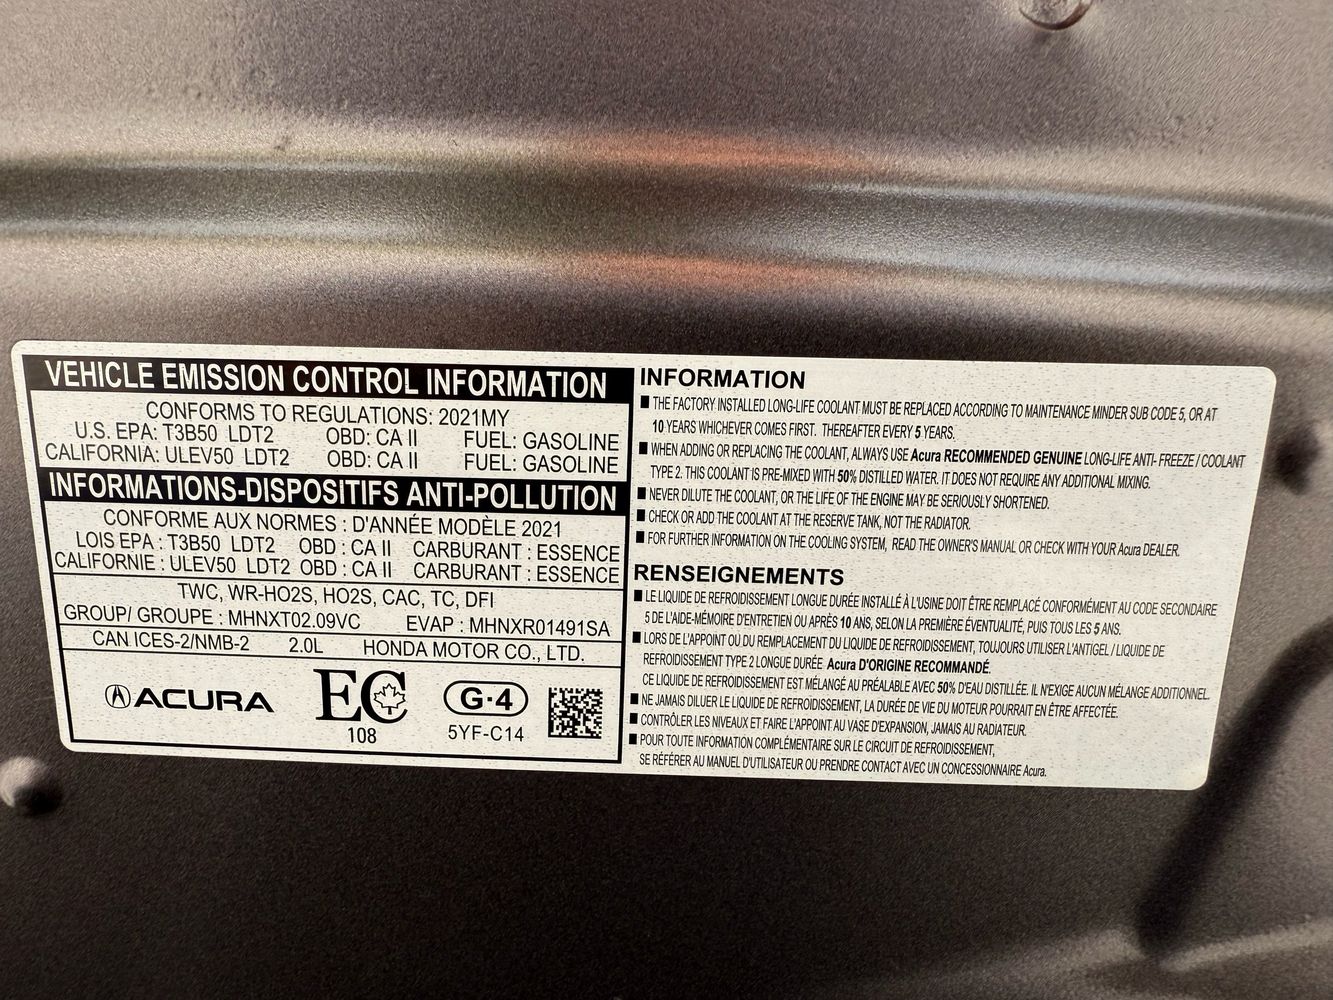 VEHICLE EMISSION CONTROL INFORMATION
CONFORMS TO REGULATIONS: 2021MY
U.S. EPA: T3B50 LDT2 OBD: CA II FUEL: GASOLINE
CALIFORNIA: ULEV50 LDT2 OBD: CA II FUEL: GASOLINE
INFORMATIONS-DISPOSITIFS ANTI-POLLUTION
CONFORME AUX NORMES : D'ANNÉE MODÈLE 2021
LOIS EPA : T3B50 LDT2 OBD : CA II CARBURANT : ESSENCE
CALIFORNIE : ULEV50 LDT2 OBD : CA II CARBURANT : ESSENCE
TWC, WR-HO2S, HO2S, CAC, TC, DFI
GROUP/ GROUPE : MHNXT02.09VC EVAP : MHNXR01491SA
CAN ICES-2/NMB-2 2.0L HONDA MOTOR CO., LTD.
ACURA EC G-4
108 5YF-C14
INFORMATION
■ THE FACTORY INSTALLED LONG-LIFE COOLANT MUST BE REPLACED ACCORDING TO MAINTENANCE MINDER SUB CODE 5, OR AT
10 YEARS WHICHEVER COMES FIRST. THEREAFTER EVERY 5 YEARS.
■ WHEN ADDING OR REPLACING THE COOLANT, ALWAYS USE Acura RECOMMENDED GENUINE LONG-LIFE ANTI- FREEZE / COOLANT
TYPE 2. THIS COOLANT IS PRE-MIXED WITH 50% DISTILLED WATER. IT DOES NOT REQUIRE ANY ADDITIONAL MIXING.
■ NEVER DILUTE THE COOLANT, OR THE LIFE OF THE ENGINE MAY BE SERIOUSLY SHORTENED.
■ CHECK OR ADD THE COOLANT AT THE RESERVE TANK, NOT THE RADIATOR.
■ FOR FURTHER INFORMATION ON THE COOLING SYSTEM, READ THE OWNER'S MANUAL OR CHECK WITH YOUR Acura DEALER.
RENSEIGNEMENTS
■ LE LIQUIDE DE REFROIDISSEMENT LONGUE DURÉE INSTALLÉ À L'USINE DOIT ÊTRE REMPLACÉ CONFORMÉMENT AU CODE SECONDAIRE
5 DE L'AIDE-MÉMOIRE D'ENTRETIEN OU APRÈS 10 ANS, SELON LA PREMIÈRE ÉVENTUALITÉ, PUIS TOUS LES 5 ANS.
■ LORS DE L'APPOINT OU DU REMPLACEMENT DU LIQUIDE DE REFROIDISSEMENT, TOUJOURS UTILISER L'ANTIGEL / LIQUIDE DE
REFROIDISSEMENT TYPE 2 LONGUE DURÉE Acura D'ORIGINE RECOMMANDÉ.
CE LIQUIDE DE REFROIDISSEMENT EST MÉLANGÉ AU PRÉALABLE AVEC 50% D'EAU DISTILLÉE. IL N'EXIGE AUCUN MÉLANGE ADDITIONNEL.
■ NE JAMAIS DILUER LE LIQUIDE DE REFROIDISSEMENT, LA DURÉE DE VIE DU MOTEUR POURRAIT EN ÊTRE AFFECTÉE.
■ CONTRÔLER LES NIVEAUX ET FAIRE L'APPOINT AU VASE D'EXPANSION, JAMAIS AU RADIATEUR.
■ POUR TOUTE INFORMATION COMPLÉMENTAIRE SUR LE CIRCUIT DE REFROIDISSEMENT,
SE RÉFÉRER AU MANUEL D'UTILISATEUR OU PRENDRE CONTACT AVEC UN CONCESSIONNAIRE Acura.